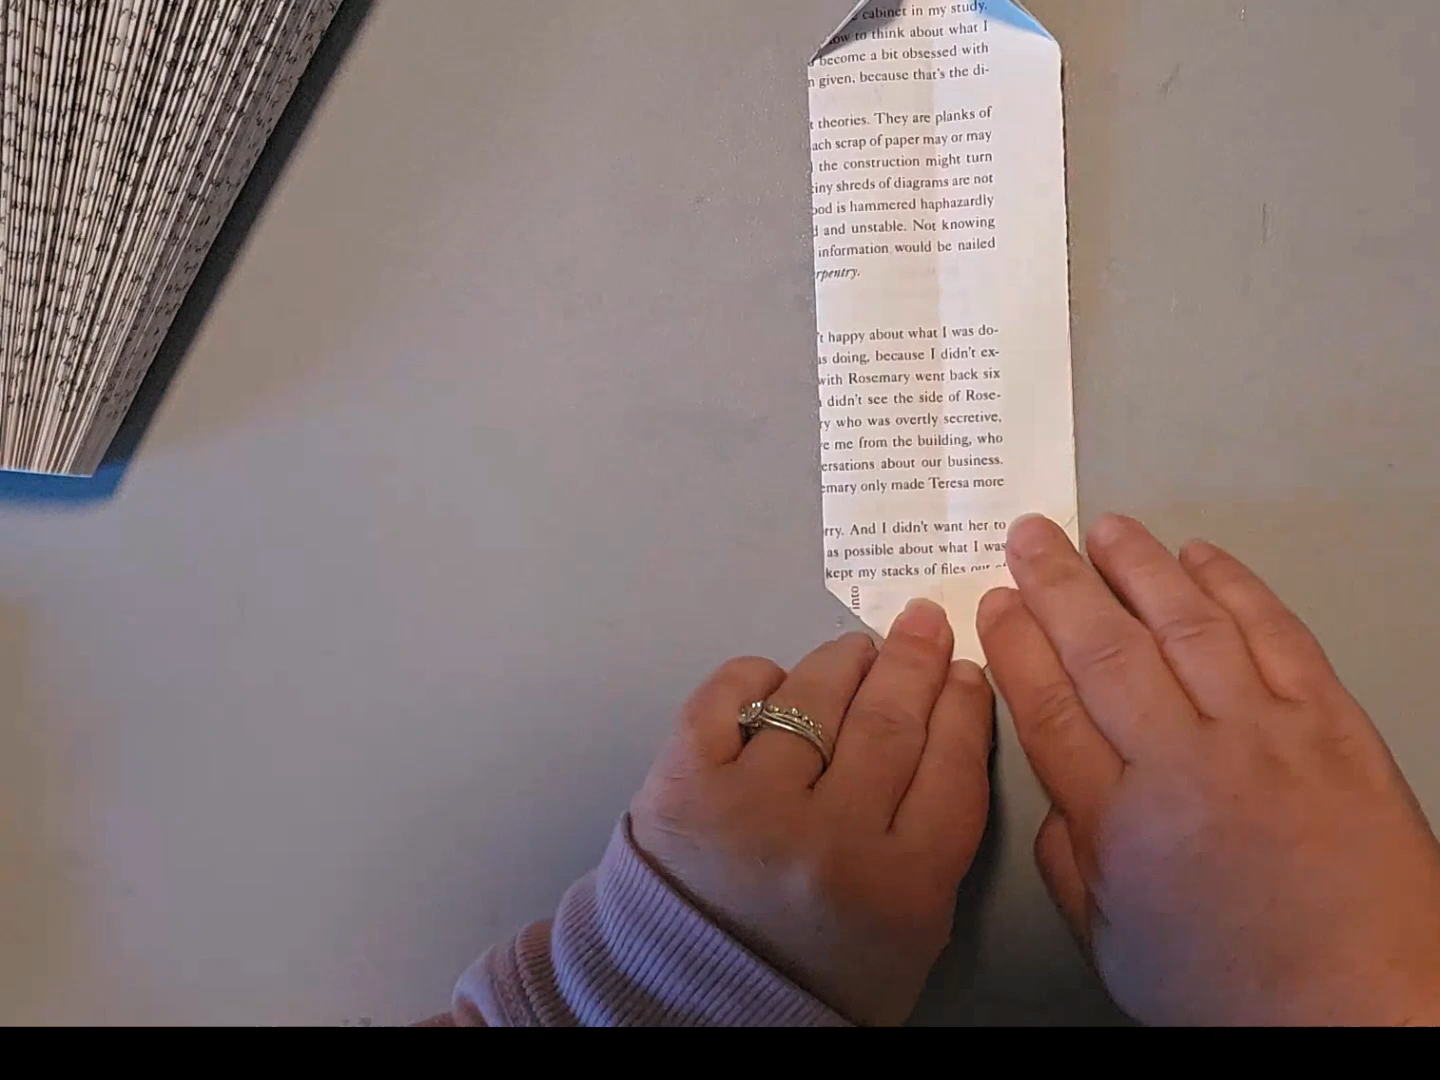 cabinet in my study.
to think about what I
become a bit obsessed with
given, because that's the di-
theories. They are planks of
ach scrap of paper may or may
the construction might turn
iny shreds of diagrams are not
ood is hammered haphazardly
and unstable. Not knowing
information would be nailed
rpentry.
't happy about what I was do-
as doing, because I didn't ex-
with Rosemary went back six
didn't see the side of Rose-
ry who was overtly secretive,
e me from the building, who
ersations about our business.
emary only made Teresa more
rry. And I didn't want her to
as possible about what I was
kept my stacks of files
into